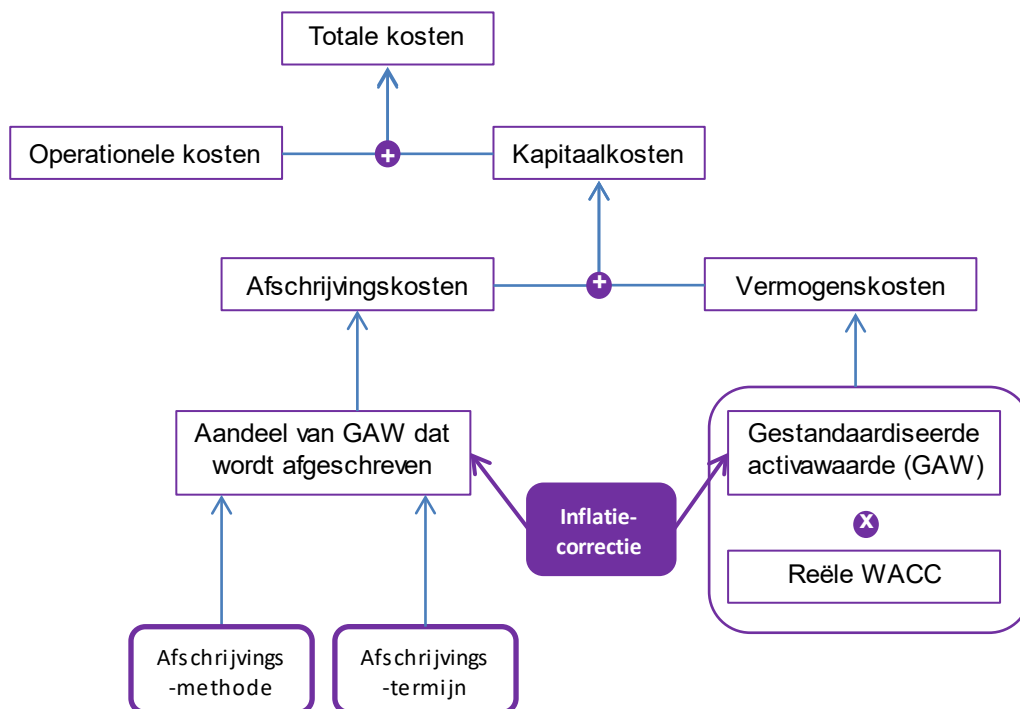 Totale kosten
Operationele kosten
+
Kapitaalkosten
Afschrijvingskosten
+
Vermogenskosten
Aandeel van GAW dat
wordt afgeschreven
Gestandaardiseerde
activawaarde (GAW)
Inflatie-
correctie
x
Reële WACC
Afschrijvings
-methode
Afschrijvings
-termijn